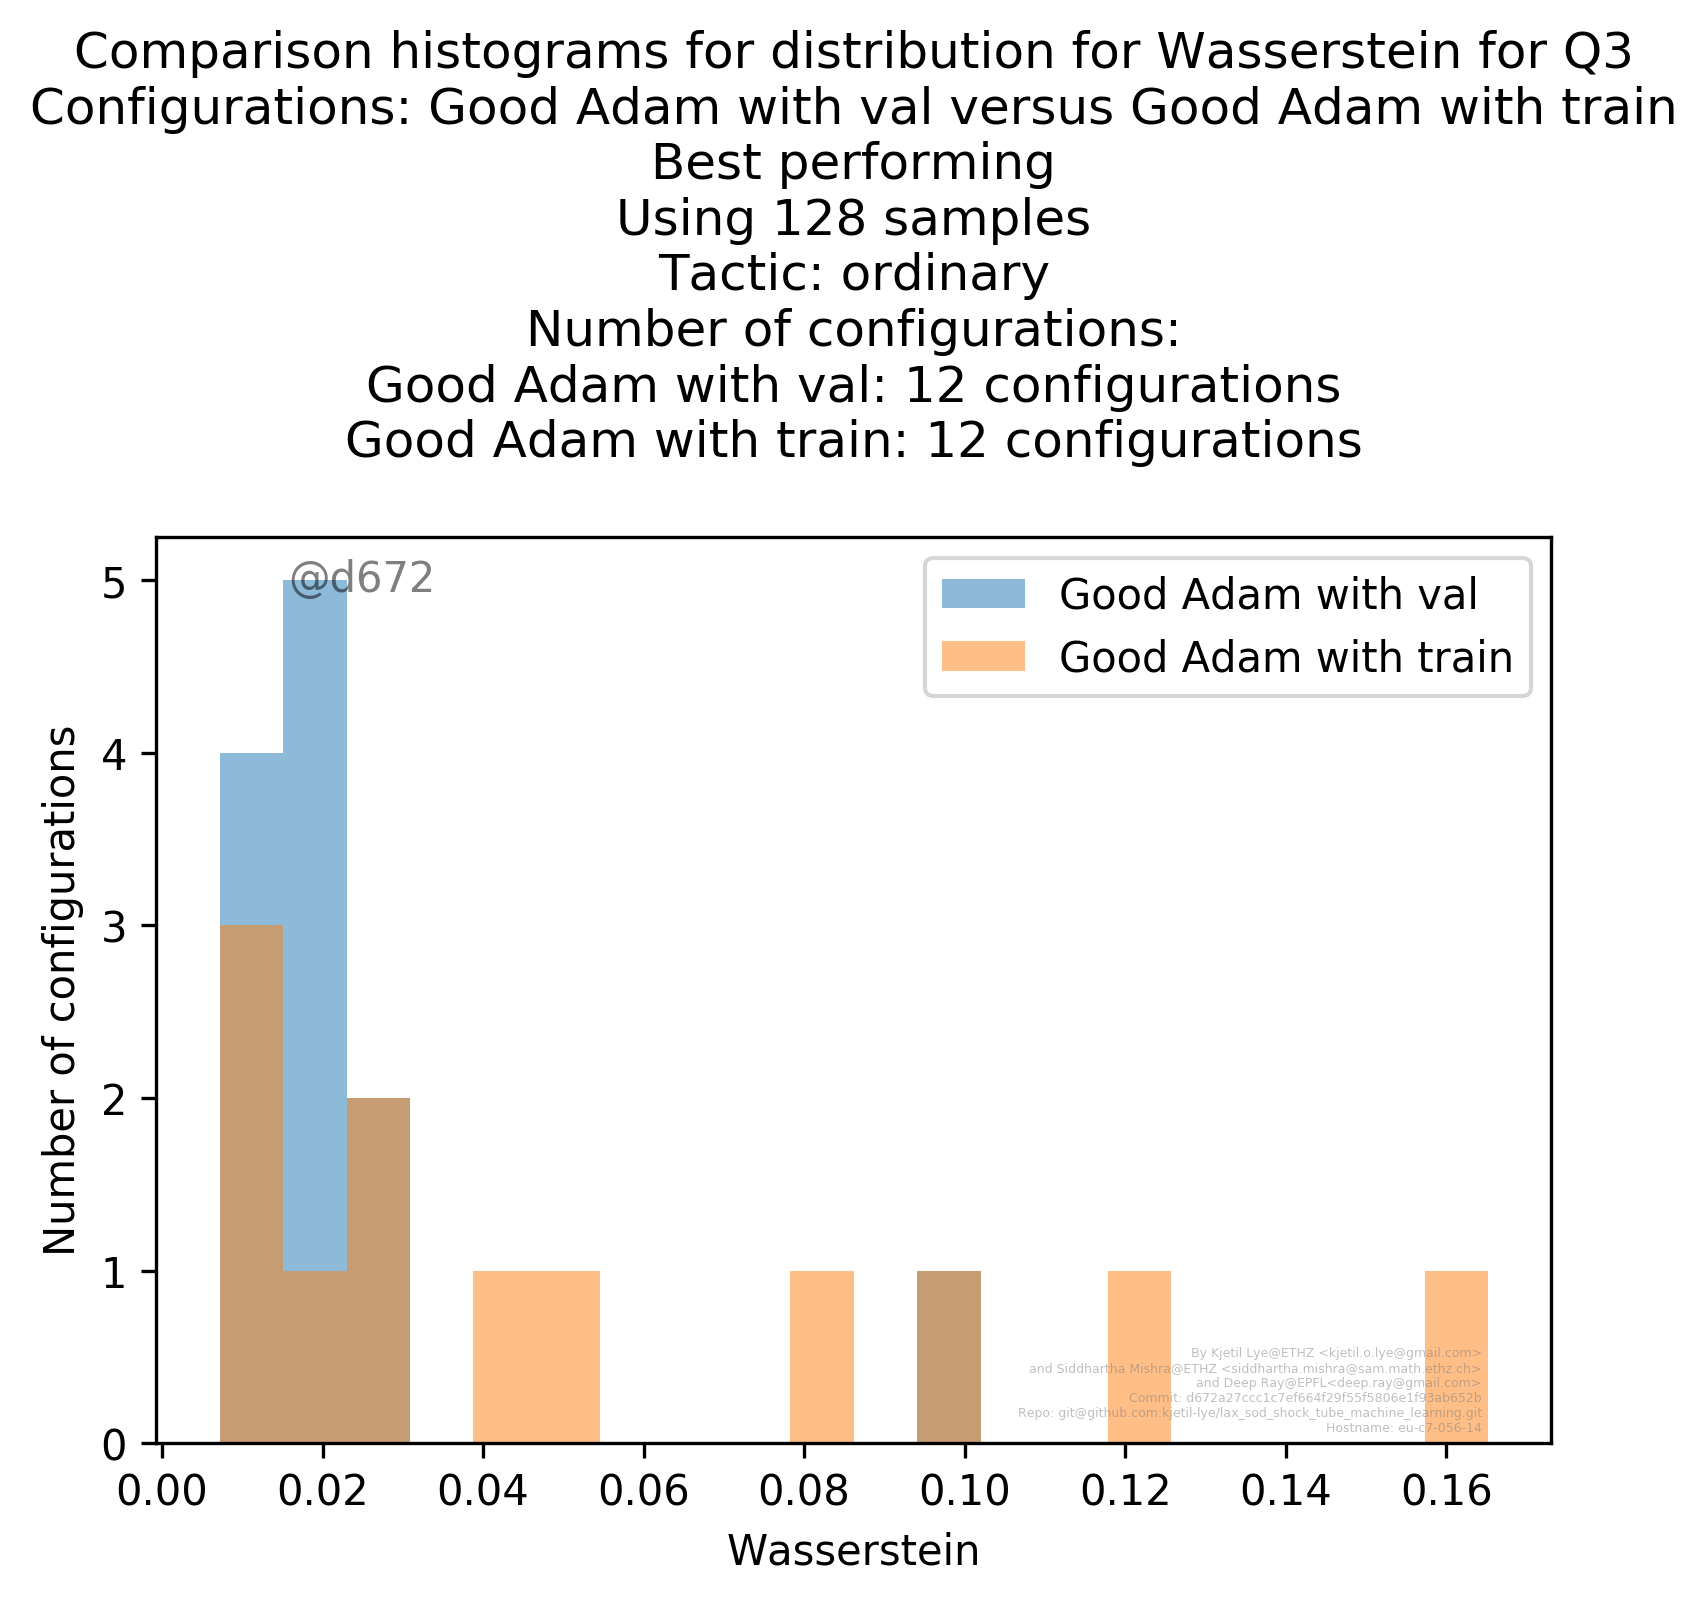 Comparison histograms for distribution for Wasserstein for Q3
Configurations: Good Adam with val versus Good Adam with train
Best performing
Using 128 samples
Tactic: ordinary
Number of configurations:
Good Adam with val: 12 configurations
Good Adam with train: 12 configurations
@d672
Good Adam with val
Good Adam with train
5
4
3
2
1
0
Number of configurations
By Kjetil Lye@ETHZ <kjetil.o.lye@gmail.com>
and Siddhartha Mishra@ETHZ <siddhartha.mishra@sam.math.ethz.ch>
and Deep Ray@EPFL<deep.ray@gmail.com>
Commit: d672a27ccc1c7ef664f29f55f5806e1f93ab652b
Repo: git@github.com:kjetil-lye/lax_sod_shock_tube_machine_learning.git
Hostname: eu-c7-056-14
0.00 0.02 0.04 0.06 0.08 0.10 0.12 0.14 0.16
Wasserstein